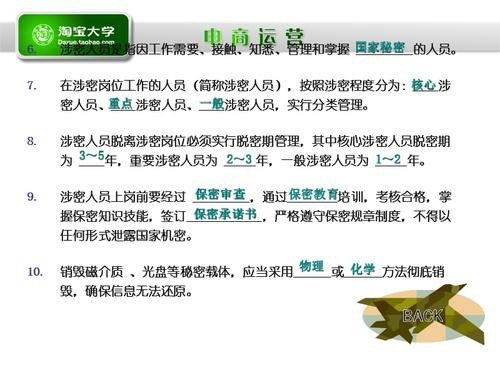 淘宝大学
Daxue.taobao.com
电商运营
6. 涉密人员是指因工作需要、接触、知悉、管理和掌握 国家秘密 的人员。
7. 在涉密岗位工作的人员（简称涉密人员），按照涉密程度分为：核心涉
密人员、重点涉密人员、一般涉密人员，实行分类管理。
8. 涉密人员脱离涉密岗位必须实行脱密期管理，其中核心涉密人员脱密期
为 3～5年，重要涉密人员为 2～3 年，一般涉密人员为 1～2 年。
9. 涉密人员上岗前要经过 保密审查 ，通过保密教育培训，考核合格，掌
握保密知识技能，签订 保密承诺书 ，严格遵守保密规章制度，不得以
任何形式泄露国家机密。
10. 销毁磁介质 、光盘等秘密载体，应当采用 物理 或 化学 方法彻底销
毁，确保信息无法还原。
BACK